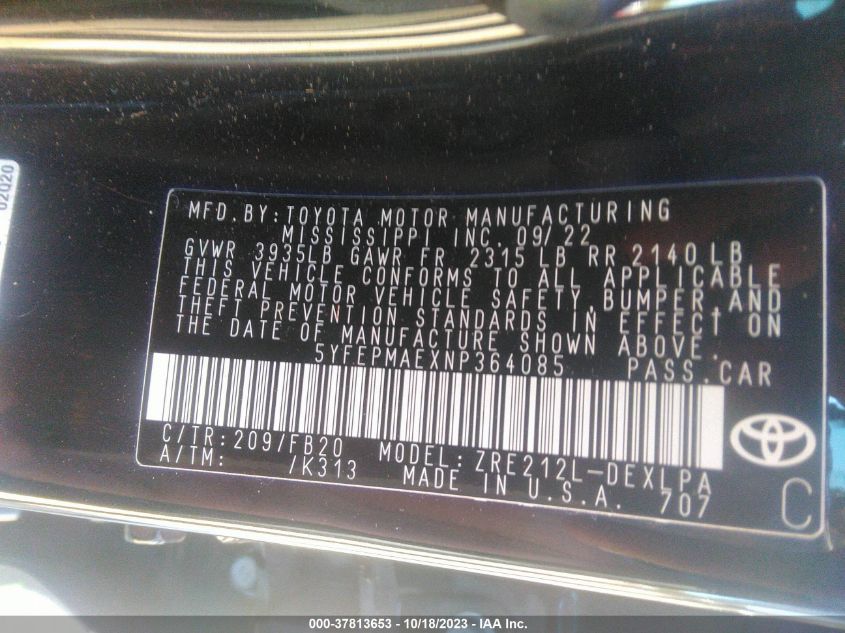 02Q20
MFD.BY:TOYOTA MOTOR MANUFACTURING
MISSISSIPPI INC. 09/22
GVWR 3935LB GAWR FR 2315 LB RR 2140 LB
THIS VEHICLE CONFORMS TO ALL APPLICABLE
FEDERAL MOTOR VEHICLE SAFETY, BUMPER, AND
THEFT PREVENTION STANDARDS IN EFFECT ON
THE DATE OF MANUFACTURE SHOWN ABOVE.
5YFEPMAEXNP364085 PASS.CAR
C/TR:209/FB20 MODEL:ZRE212L-DEXLPA
A/TM: /K313 MADE IN U.S.A. 707
C
000-37813653 - 10/18/2023 - IAA Inc.